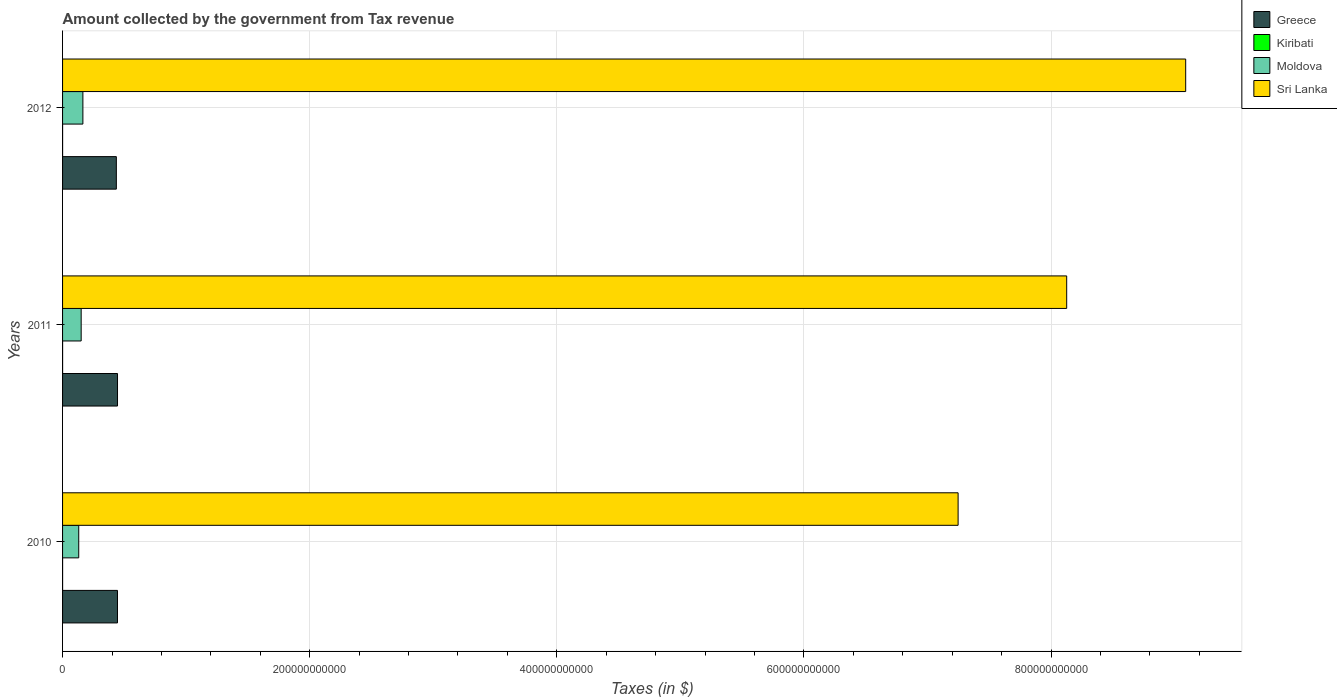 Amount collected by the government from Tax revenue
Greece
Kiribati
Moldova
Sri Lanka
2012
2011
2010
Years
0
200000000000
400000000000
600000000000
800000000000
Taxes (in $)